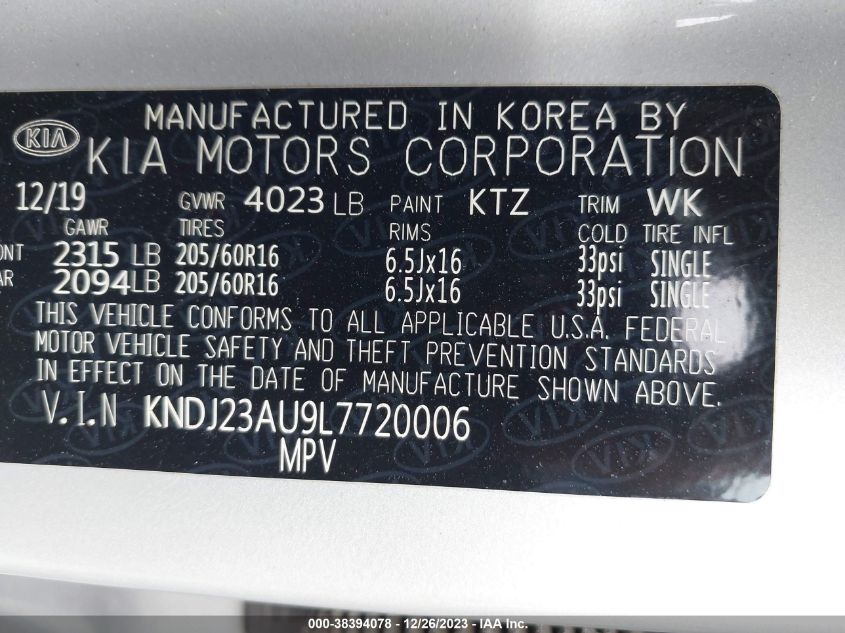 MANUFACTURED IN KOREA BY
KIA KIA MOTORS CORPORATION
12/19 GVWR 4023 LB PAINT KTZ TRIM WK
GAWR TIRES RIMS COLD TIRE INFL
ONT 2315 LB 205/60R16 6.5Jx16 33psi SINGLE
AR 2094LB 205/60R16 6.5Jx16 33psi SINGLE
THIS VEHICLE CONFORMS TO ALL APPLICABLE U.S.A. FEDERAL
MOTOR VEHICLE SAFETY AND THEFT PREVENTION STANDARDS
IN EFFECT ON THE DATE OF MANUFACTURE SHOWN ABOVE.
V.I.N KNDJ23AU9L7720006
MPV
000-38394078 - 12/26/2023 - IAA Inc.